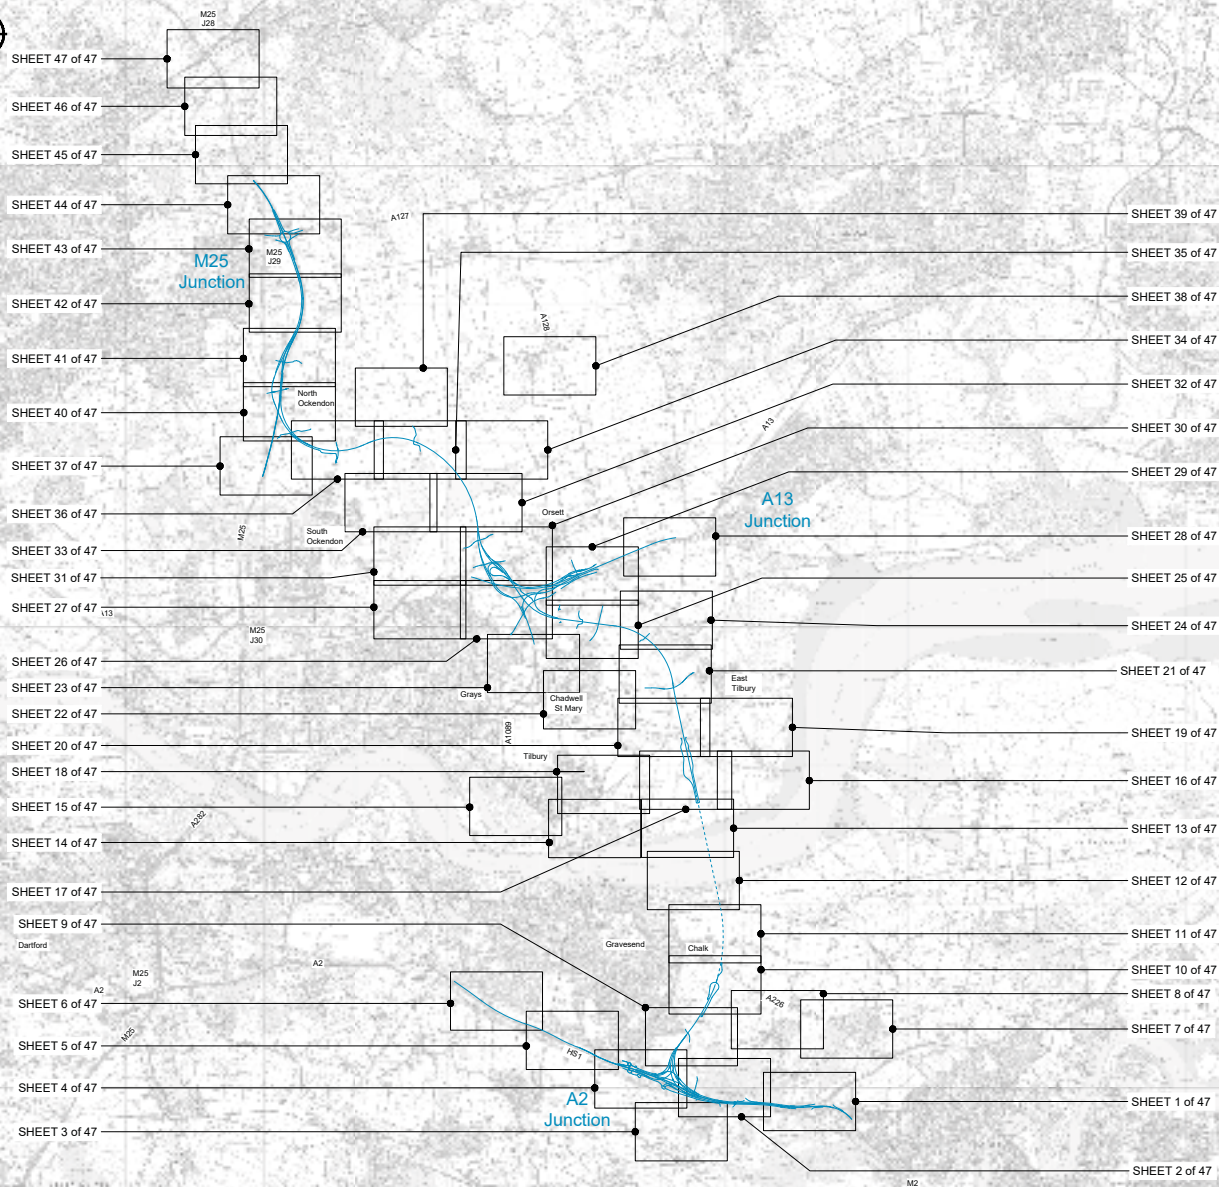 M25
J28
SHEET 47 of 47
SHEET 46 of 47
SHEET 45 of 47
SHEET 44 of 47
SHEET 43 of 47
SHEET 42 of 47
SHEET 41 of 47
SHEET 40 of 47
SHEET 37 of 47
SHEET 36 of 47
SHEET 33 of 47
SHEET 31 of 47
SHEET 27 of 47
SHEET 26 of 47
SHEET 23 of 47
SHEET 22 of 47
SHEET 20 of 47
SHEET 18 of 47
SHEET 15 of 47
SHEET 14 of 47
SHEET 17 of 47
SHEET 9 of 47
SHEET 6 of 47
SHEET 5 of 47
SHEET 4 of 47
SHEET 3 of 47
A127
M25
J29
M25
Junction
A128
North
Ockendon
A13
M25
South
Ockendon
Orsett
A13
Junction
A13
M25
J30
Grays
Chadwell
St Mary
East
Tilbury
A1089
Tilbury
A282
Dartford
A2
M25
J2
A2
M25
Gravesend
Chalk
A226
HS1
A2
Junction
M2
SHEET 39 of 47
SHEET 35 of 47
SHEET 38 of 47
SHEET 34 of 47
SHEET 32 of 47
SHEET 30 of 47
SHEET 29 of 47
SHEET 28 of 47
SHEET 25 of 47
SHEET 24 of 47
SHEET 21 of 47
SHEET 19 of 47
SHEET 16 of 47
SHEET 13 of 47
SHEET 12 of 47
SHEET 11 of 47
SHEET 10 of 47
SHEET 8 of 47
SHEET 7 of 47
SHEET 1 of 47
SHEET 2 of 47